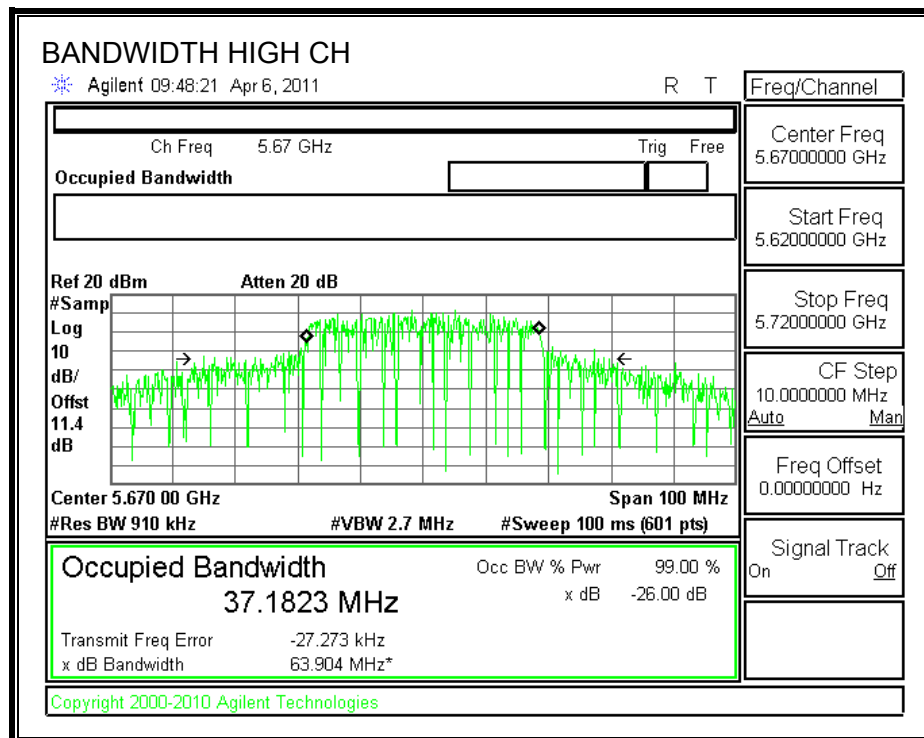 BANDWIDTH HIGH CH
Agilent 09:48:21 Apr 6, 2011 R T
Ch Freq 5.67 GHz Trig Free
Occupied Bandwidth
Ref 20 dBm Atten 20 dB
#Samp
Log
10
dB/
Offst
11.4
dB
Center 5.670 00 GHz Span 100 MHz
#Res BW 910 kHz #VBW 2.7 MHz #Sweep 100 ms (601 pts)
Occupied Bandwidth Occ BW % Pwr 99.00 %
37.1823 MHz x dB -26.00 dB
Transmit Freq Error -27.273 kHz
x dB Bandwidth 63.904 MHz*
Copyright 2000-2010 Agilent Technologies
Freq/Channel
Center Freq
5.67000000 GHz
Start Freq
5.62000000 GHz
Stop Freq
5.72000000 GHz
CF Step
10.0000000 MHz
Auto Man
Freq Offset
0.00000000 Hz
Signal Track
On Off